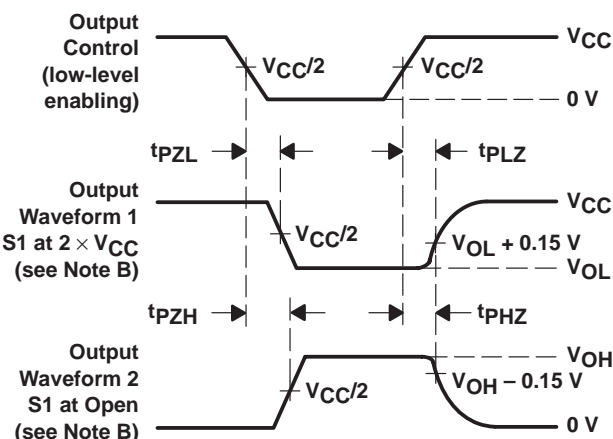 Output
Control
(low-level
enabling)
VCC
VCC/2
VCC/2
0 V
tPZL
tPLZ
Output
Waveform 1
S1 at 2 × VCC
(see Note B)
VCC
VCC/2
VOL + 0.15 V
VOL
tPZH
tPHZ
Output
Waveform 2
S1 at Open
(see Note B)
VOH
VCC/2
VOH − 0.15 V
0 V